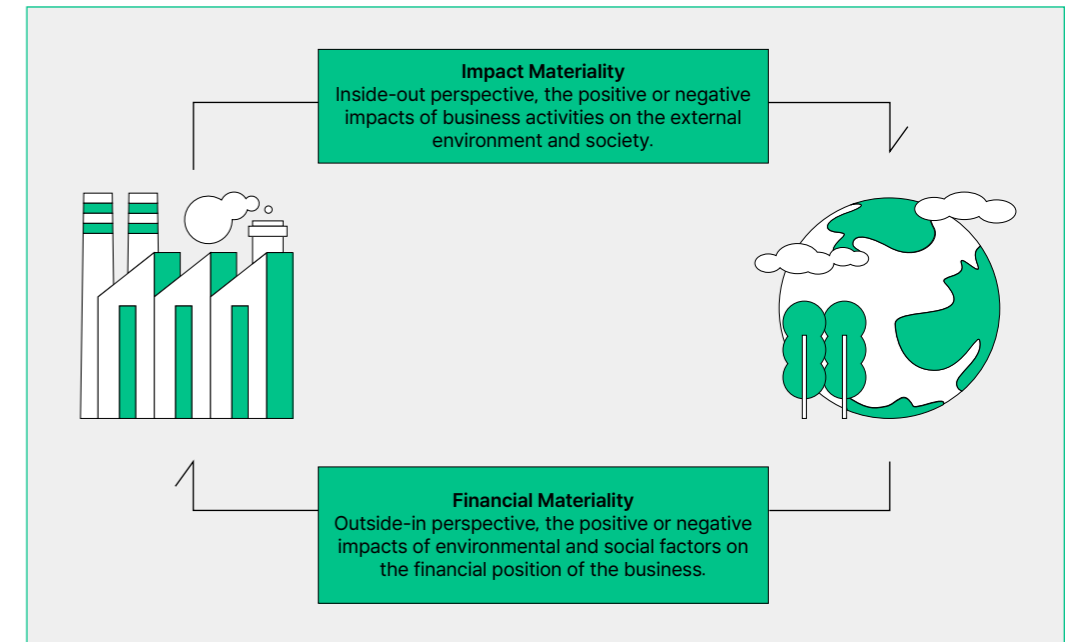 Impact Materiality
Inside-out perspective, the positive or negative
impacts of business activities on the external
environment and society.
Financial Materiality
Outside-in perspective, the positive or negative
impacts of environmental and social factors on
the financial position of the business.